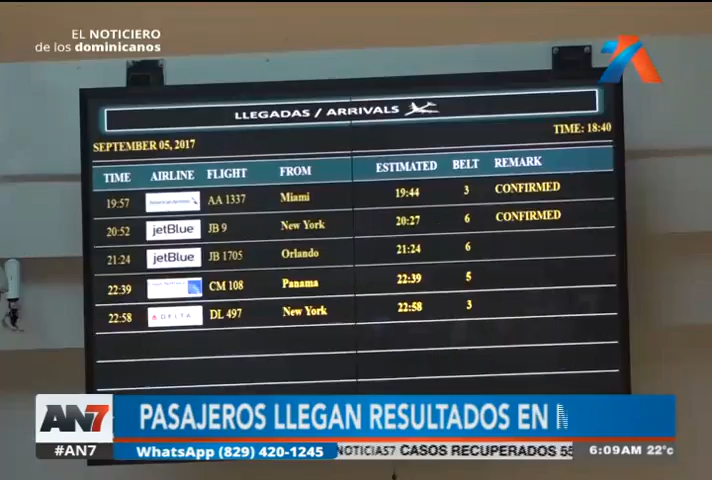 EL NOTICIERO
de los dominicanos
LLEGADAS / ARRIVALS
SEPTEMBER 05, 2017 TIME: 18:40
TIME AIRLINE FLIGHT FROM ESTIMATED BELT REMARK
19:57 AA 1337 Miami 19:44 3 CONFIRMED
20:52 jetBlue JB 9 New York 20:27 6 CONFIRMED
21:24 jetBlue JB 1705 Orlando 21:24 6
22:39 CM 108 Panama 22:39 5
22:58 DELTA DL 497 New York 22:58 3
AN7 PASAJEROS LLEGAN RESULTADOS EN
#AN7 WhatsApp (829) 420-1245 NOTICIAS7 CASOS RECUPERADOS 6:09AM 22°c